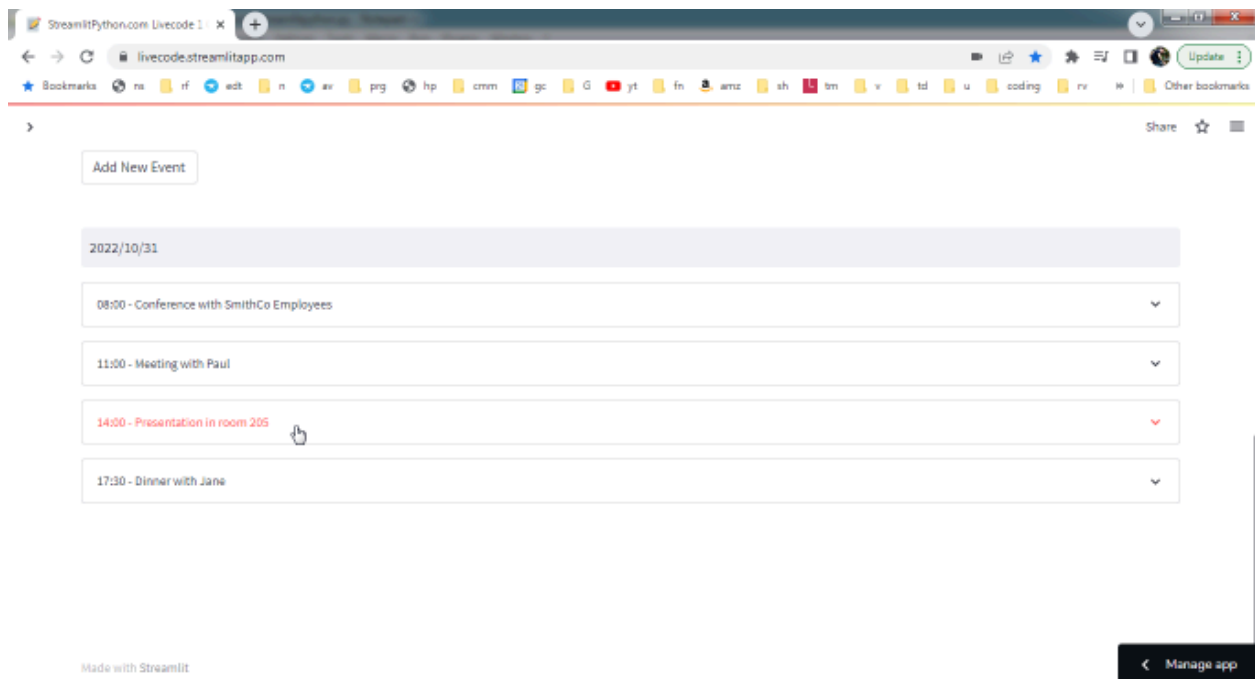 StreamlitPython.com Livecode 1
livecode.streamlitapp.com
Update
Bookmarks ns rf edt n av prg hp cmm gc G yt fn amz sh tm v td u coding rv » Other bookmarks
Share
Add New Event
2022/10/31
08:00 - Conference with SmithCo Employees
11:00 - Meeting with Paul
14:00 - Presentation in room 205
17:30 - Dinner with Jane
Made with Streamlit
Manage app